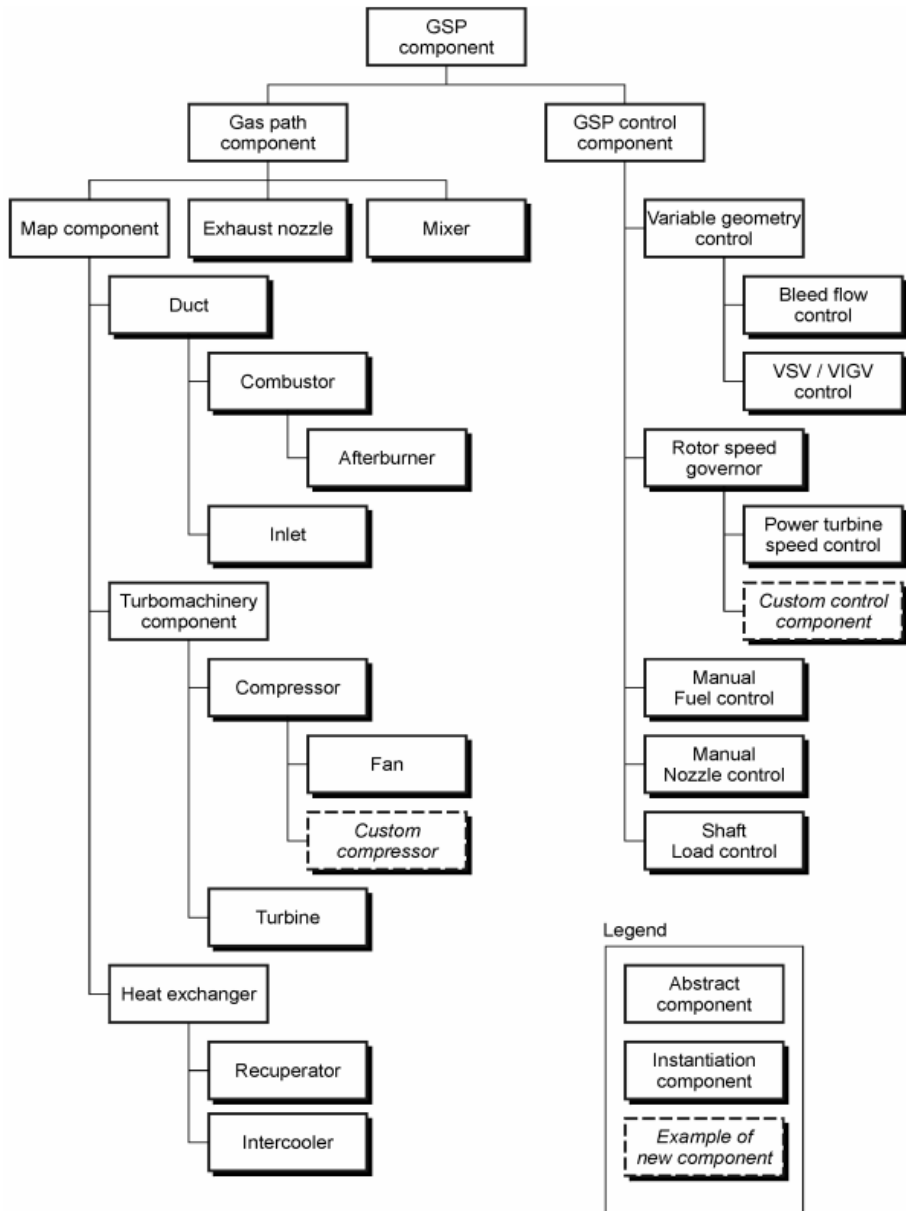 GSP
component
Gas path
component
GSP control
component
Map component
Exhaust nozzle
Mixer
Variable geometry
control
Duct
Bleed flow
control
Combustor
VSV / VIGV
control
Afterburner
Rotor speed
governor
Inlet
Power turbine
speed control
Turbomachinery
component
Custom control
component
Compressor
Manual
Fuel control
Fan
Manual
Nozzle control
Custom
compressor
Shaft
Load control
Turbine
Heat exchanger
Recuperator
Intercooler
Legend
Abstract
component
Instantiation
component
Example of
new component